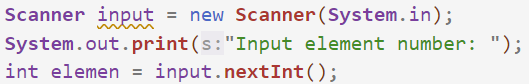 Scanner input = new Scanner(System.in);
System.out.print(s:"Input element number: ");
int elemen = input.nextInt();